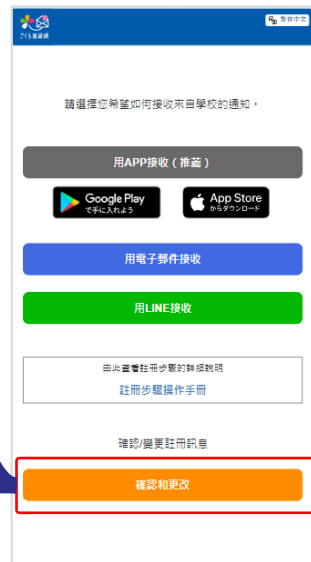 さくら連絡網
繁體中文
請選擇您希望如何接收來自學校的通知。
用APP接收（推薦）
Google Play
で手に入れよう
App Store
からダウンロード
用電子郵件接收
用LINE接收
由此查看註冊步驟的詳細說明
註冊步驟操作手冊
確認/變更註冊訊息
確認和更改